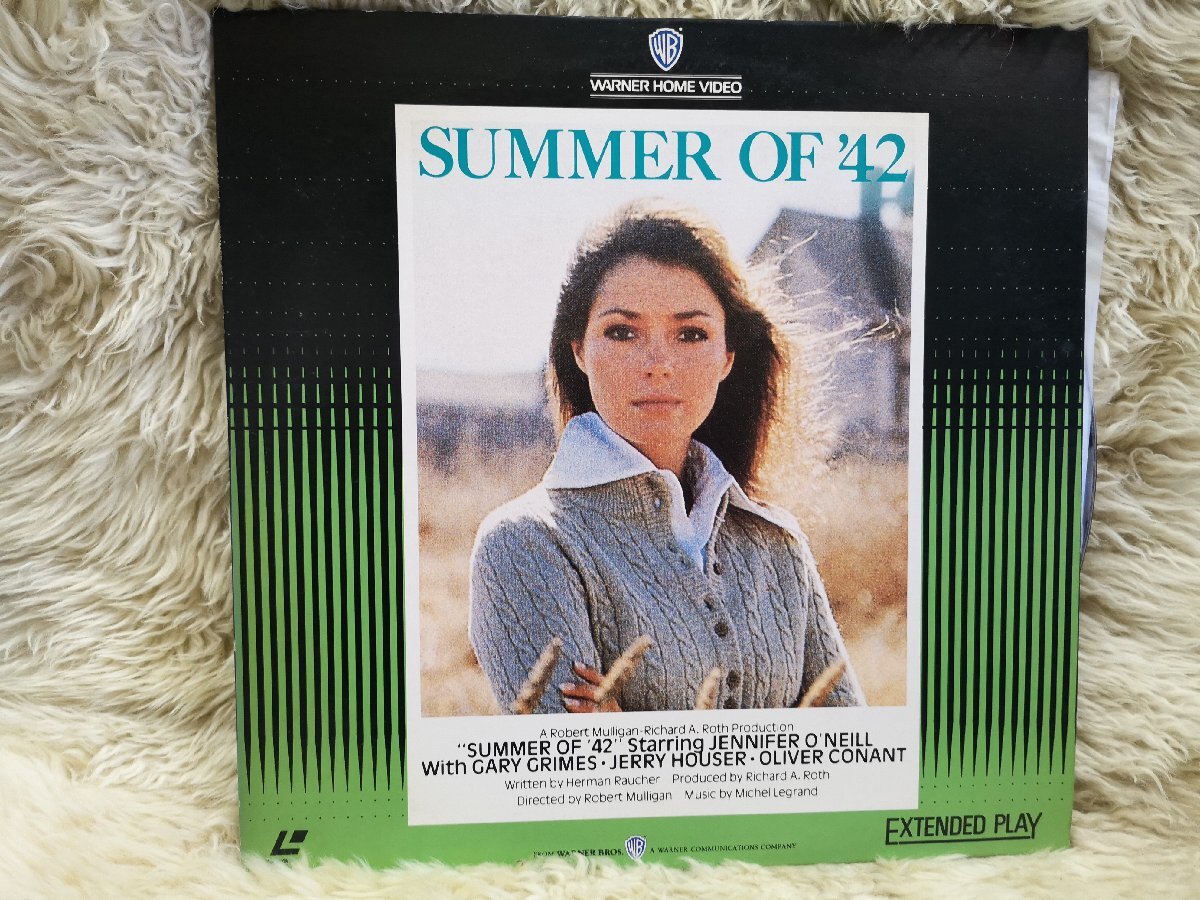 WB
WARNER HOME VIDEO
SUMMER OF '42
A Robert Mulligan-Richard A. Roth Production
"SUMMER OF '42" Starring JENNIFER O'NEILL
With GARY GRIMES · JERRY HOUSER · OLIVER CONANT
Written by Herman Raucher Produced by Richard A. Roth
Directed by Robert Mulligan Music by Michel Legrand
EXTENDED PLAY
FROM WARNER BROS. WB A WARNER COMMUNICATIONS COMPANY